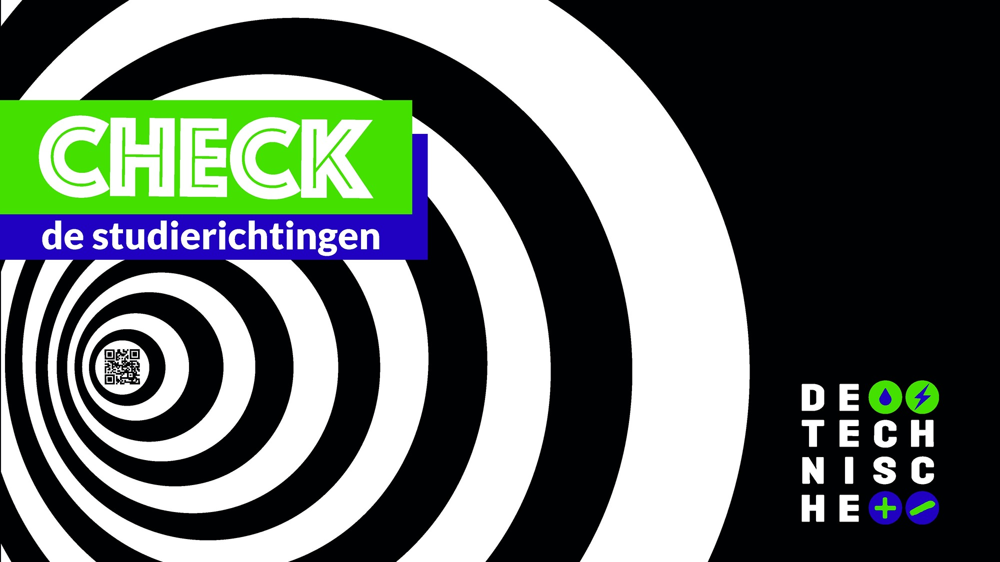 CHECK
de studierichtingen
DE
TECH
NISC
HE